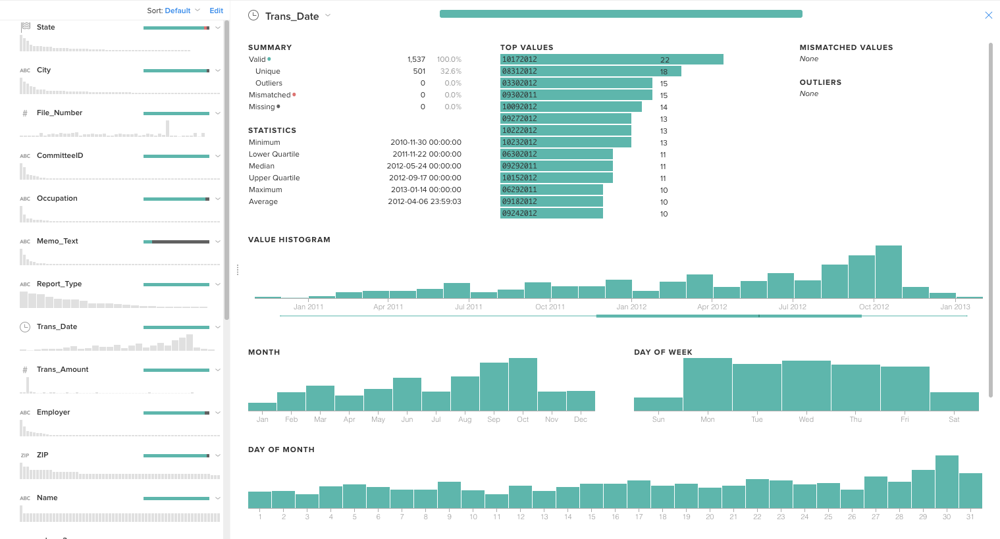 Sort: Default Edit
State
ABC City
# File_Number
ABC CommitteeID
ABC Occupation
ABC Memo_Text
ABC Report_Type
Trans_Date
# Trans_Amount
ABC Employer
ZIP ZIP
ABC Name
Trans_Date
SUMMARY
Valid 1,537 100.0%
Unique 501 32.6%
Outliers 0 0.0%
Mismatched 0 0.0%
Missing 0 0.0%
STATISTICS
Minimum 2010-11-30 00:00:00
Lower Quartile 2011-11-22 00:00:00
Median 2012-05-24 00:00:00
Upper Quartile 2012-09-17 00:00:00
Maximum 2013-01-14 00:00:00
Average 2012-04-06 23:59:03
TOP VALUES
10172012 22
08312012 18
03302012 15
09302011 15
10092012 14
09272012 13
10222012 13
10232012 13
06302012 11
09292011 11
10152012 11
06292011 10
09182012 10
09242012 10
MISMATCHED VALUES
None
OUTLIERS
None
VALUE HISTOGRAM
Jan 2011 Apr 2011 Jul 2011 Oct 2011 Jan 2012 Apr 2012 Jul 2012 Oct 2012 Jan 2013
MONTH
Jan Feb Mar Apr May Jun Jul Aug Sep Oct Nov Dec
DAY OF WEEK
Sun Mon Tue Wed Thu Fri Sat
DAY OF MONTH
1 2 3 4 5 6 7 8 9 10 11 12 13 14 15 16 17 18 19 20 21 22 23 24 25 26 27 28 29 30 31